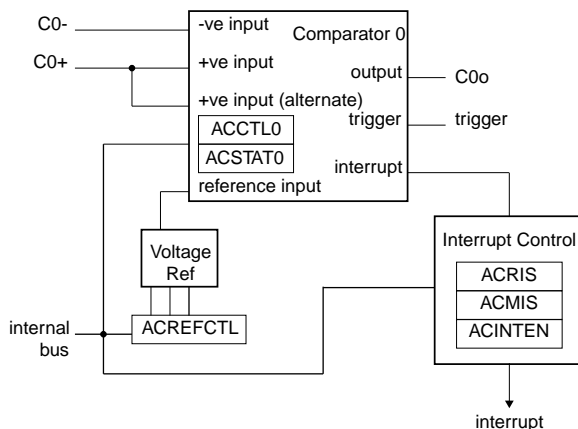 C0-
-ve input
Comparator 0
C0+
+ve input
output
C0o
+ve input (alternate)
trigger
trigger
ACCTL0
ACSTAT0
interrupt
reference input
Voltage
Ref
Interrupt Control
ACRIS
ACMIS
ACINTEN
internal
bus
ACREFCTL
interrupt